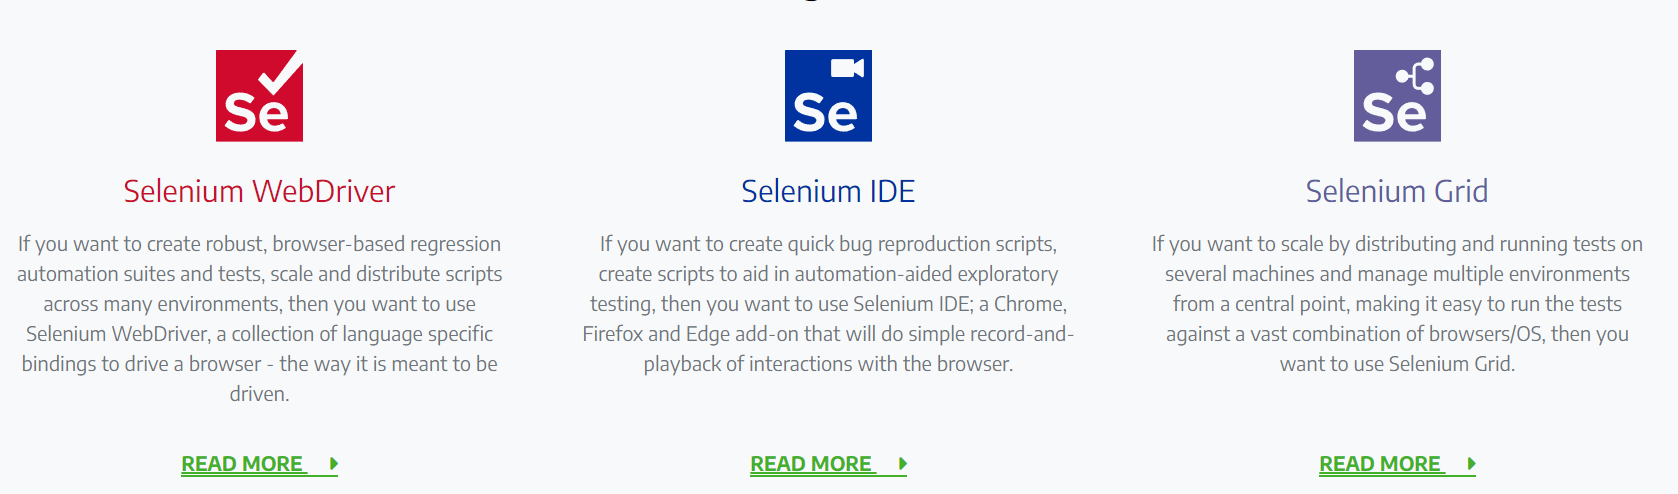 Se
Selenium WebDriver
If you want to create robust, browser-based regression
automation suites and tests, scale and distribute scripts
across many environments, then you want to use
Selenium WebDriver, a collection of language specific
bindings to drive a browser - the way it is meant to be
driven.
READ MORE
Se
Selenium IDE
If you want to create quick bug reproduction scripts,
create scripts to aid in automation-aided exploratory
testing, then you want to use Selenium IDE; a Chrome,
Firefox and Edge add-on that will do simple record-and-
playback of interactions with the browser.
READ MORE
Se
Selenium Grid
If you want to scale by distributing and running tests on
several machines and manage multiple environments
from a central point, making it easy to run the tests
against a vast combination of browsers/OS, then you
want to use Selenium Grid.
READ MORE